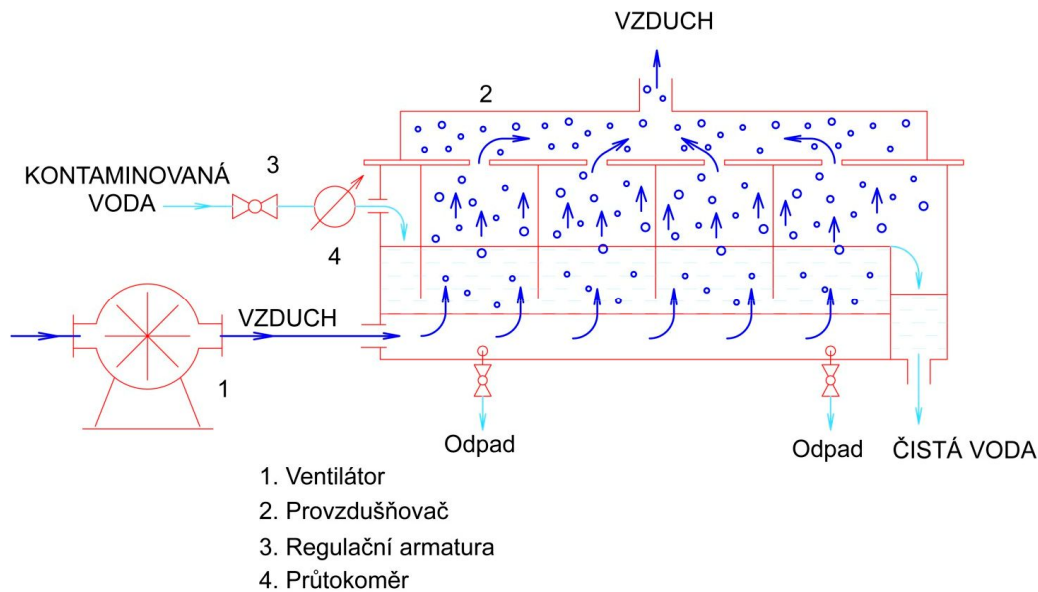 VZDUCH
2
3
KONTAMINOVANÁ
VODA
4
VZDUCH
1
Odpad
Odpad
ČISTÁ VODA
1. Ventilátor
2. Provzdušňovač
3. Regulační armatura
4. Průtokoměr